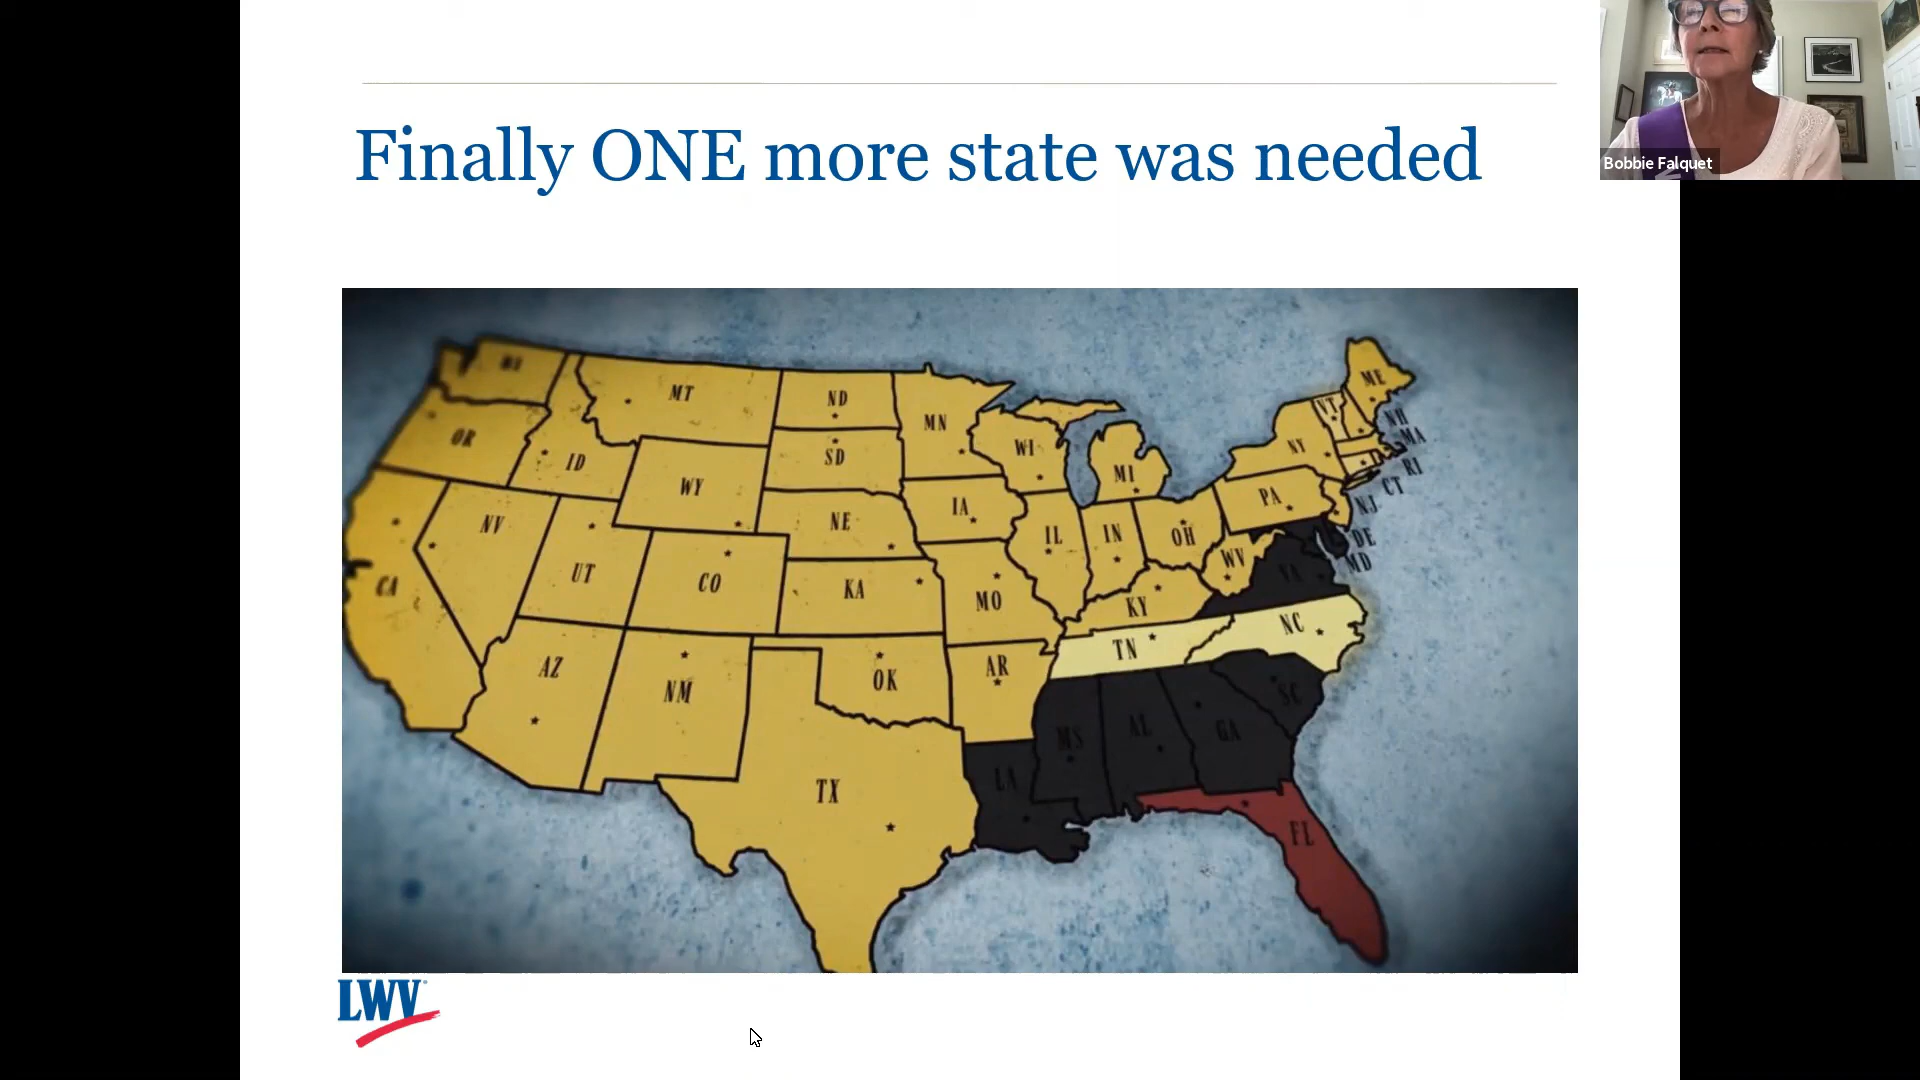 Finally ONE more state was needed
Bobbie Falquet
ME
MT
ND
MN
VT
NH
MA
OR
ID
SD
WI
NY
RI
WY
MI
CT
NV
NE
IA
PA
NJ
IL
IN
OH
DE
MD
UT
CO
KA
MO
WV
VA
CA
KY
NC
TN
AZ
NM
OK
AR
SC
MS
AL
GA
LA
TX
FL
LWV